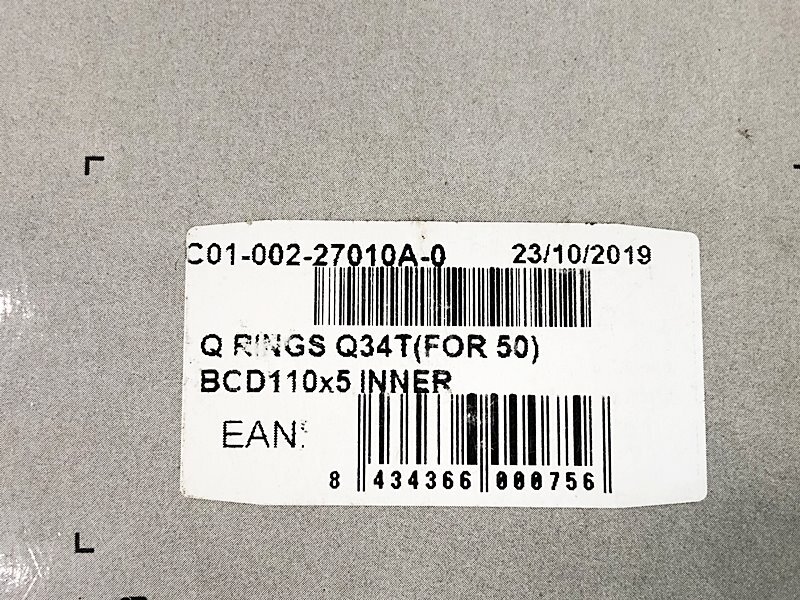 C01-002-27010A-0 23/10/2019
Q RINGS Q34T(FOR 50)
BCD110x5 INNER
EAN:
8 434366 000756